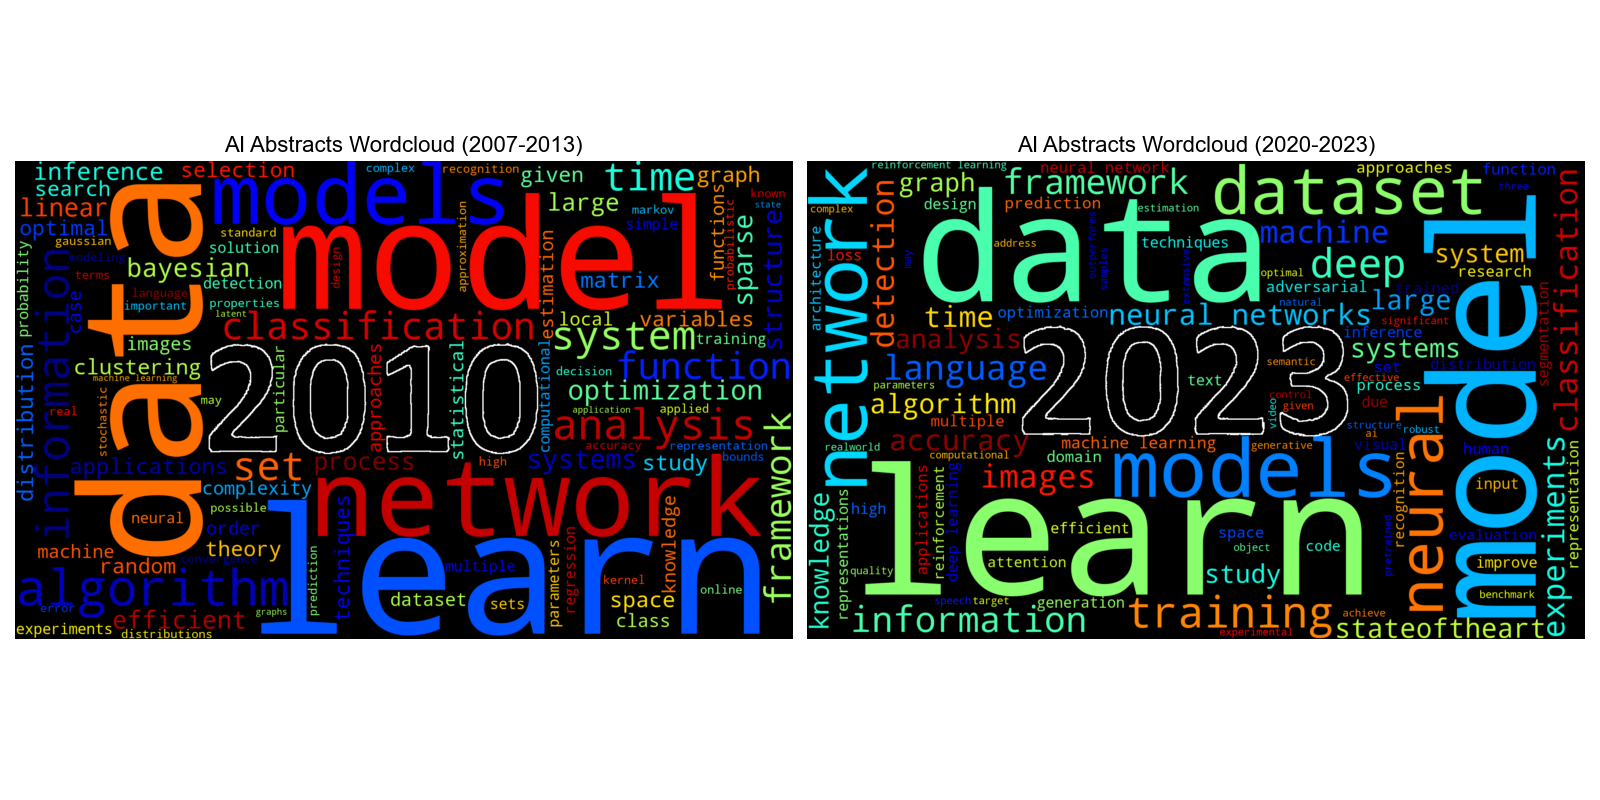 AI Abstracts Wordcloud (2007-2013)
inference
selection
complex
recognition
given
time
graph
known
state
search
models
large
markov
simple
functions
probabilistic
structure
linear
optimal
gaussian
modeling
standard
solution
data
model
design
approximation
estimation
matrix
sparse
probability
information
terms
case
bayesian
detection
language
important
properties
latent
classification
local
variables
training
system
images
clustering
machine learning
2010
particular
approaches
statistical
computational
decision
function
optimization
distribution
real
stochastic
may
application
applied
analysis
accuracy
representation
bounds
applications
set
process
high
systems
study
framework
complexity
neural
possible
network
order
techniques
machine
random
theory
convergence
knowledge
algorithm
learn
prediction
multiple
parameters
regression
kernel
online
error
efficient
graphs
dataset
sets
space
class
experiments
distributions
AI Abstracts Wordcloud (2020-2023)
reinforcement learning
neural network
approaches
function
three
graph
framework
dataset
design
prediction
estimation
complex
network
detection
data
address
outperforms
samples
techniques
machine
system
research
classification
architecture
loss
may
extensive
optimal
deep
adversarial
trained
natural
large
model
time
optimization
neural networks
significant
segmentation
analysis
inference
systems
2023
semantic
set
distribution
language
parameters
text
effective
process
algorithm
multiple
control
given
video
due
structure
ai
robust
accuracy
realworld
computational
machine learning
generative
visual
human
domain
images
models
neural
recognition
input
experiments
representation
knowledge
representations
high
applications
reinforcement
deep learning
learn
efficient
space
object
code
pretrained
evaluation
attention
quality
study
improve
speech
target
generation
benchmark
information
training
achieve
experimental
stateoftheart